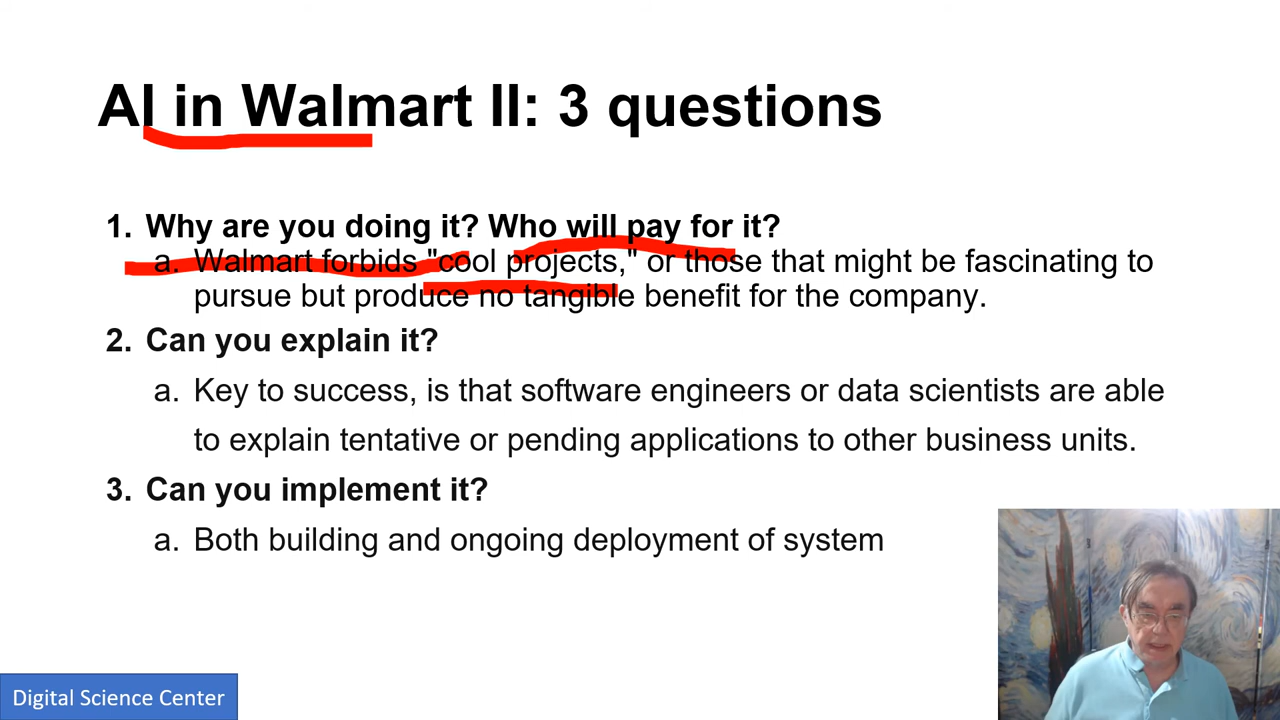 AI in Walmart II: 3 questions
1. Why are you doing it? Who will pay for it?
a. Walmart forbids "cool projects," or those that might be fascinating to
pursue but produce no tangible benefit for the company.
2. Can you explain it?
a. Key to success, is that software engineers or data scientists are able
to explain tentative or pending applications to other business units.
3. Can you implement it?
a. Both building and ongoing deployment of system
Digital Science Center